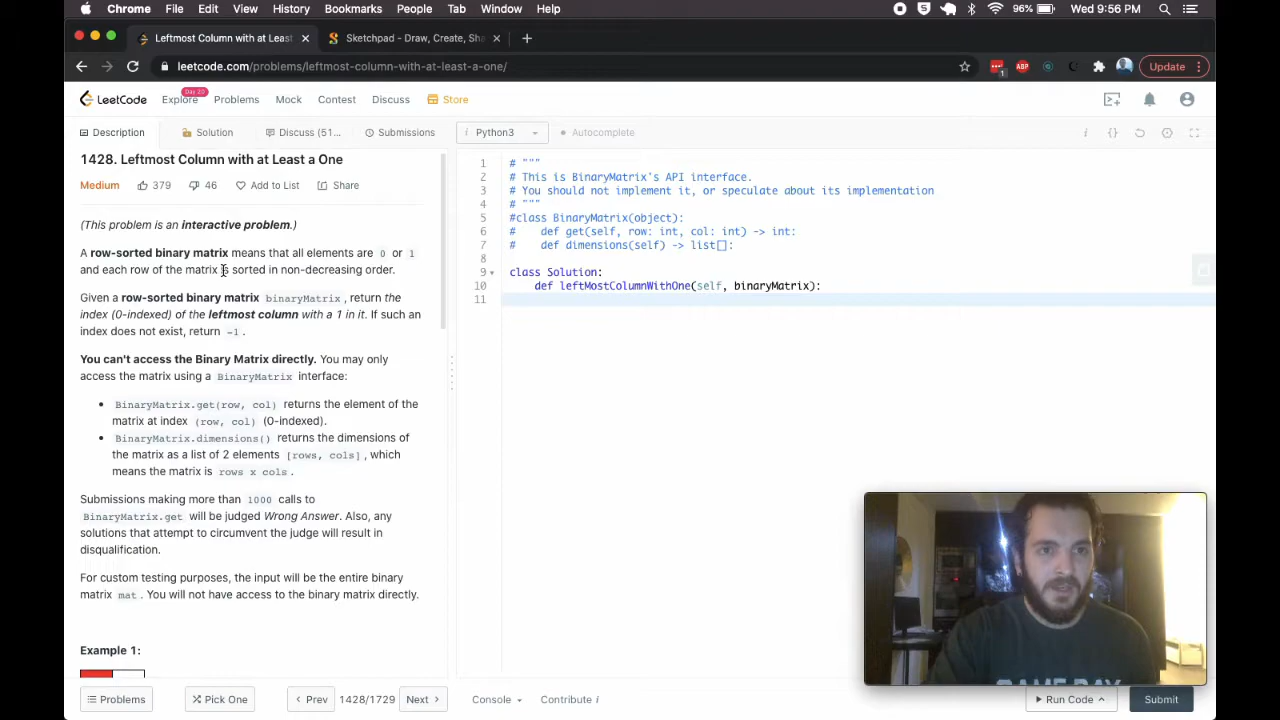 Chrome File Edit View History Bookmarks People Tab Window Help 96% Wed 9:56 PM
Leftmost Column with at Least Sketchpad - Draw, Create, Sha
leetcode.com/problems/leftmost-column-with-at-least-a-one/ 1 ABP Update
LeetCode Explore Day 20 Problems Mock Contest Discuss Store
Description Solution Discuss (51... Submissions i Python3 Autocomplete i {}
1428. Leftmost Column with at Least a One
Medium 379 46 Add to List Share
(This problem is an interactive problem.)
A row-sorted binary matrix means that all elements are 0 or 1
and each row of the matrix is sorted in non-decreasing order.
Given a row-sorted binary matrix binaryMatrix, return the
index (0-indexed) of the leftmost column with a 1 in it. If such an
index does not exist, return -1.
You can't access the Binary Matrix directly. You may only
access the matrix using a BinaryMatrix interface:
• BinaryMatrix.get(row, col) returns the element of the
matrix at index (row, col) (0-indexed).
• BinaryMatrix.dimensions() returns the dimensions of
the matrix as a list of 2 elements [rows, cols], which
means the matrix is rows x cols.
Submissions making more than 1000 calls to
BinaryMatrix.get will be judged Wrong Answer. Also, any
solutions that attempt to circumvent the judge will result in
disqualification.
For custom testing purposes, the input will be the entire binary
matrix mat. You will not have access to the binary matrix directly.
Example 1:
1 # """
2 # This is BinaryMatrix's API interface.
3 # You should not implement it, or speculate about its implementation
4 # """
5 #class BinaryMatrix(object):
6 #    def get(self, row: int, col: int) -> int:
7 #    def dimensions(self) -> list[]:
8
9 class Solution:
10     def leftMostColumnWithOne(self, binaryMatrix):
11
GAME DAY
Problems Pick One Prev 1428/1729 Next Console Contribute i Run Code Submit